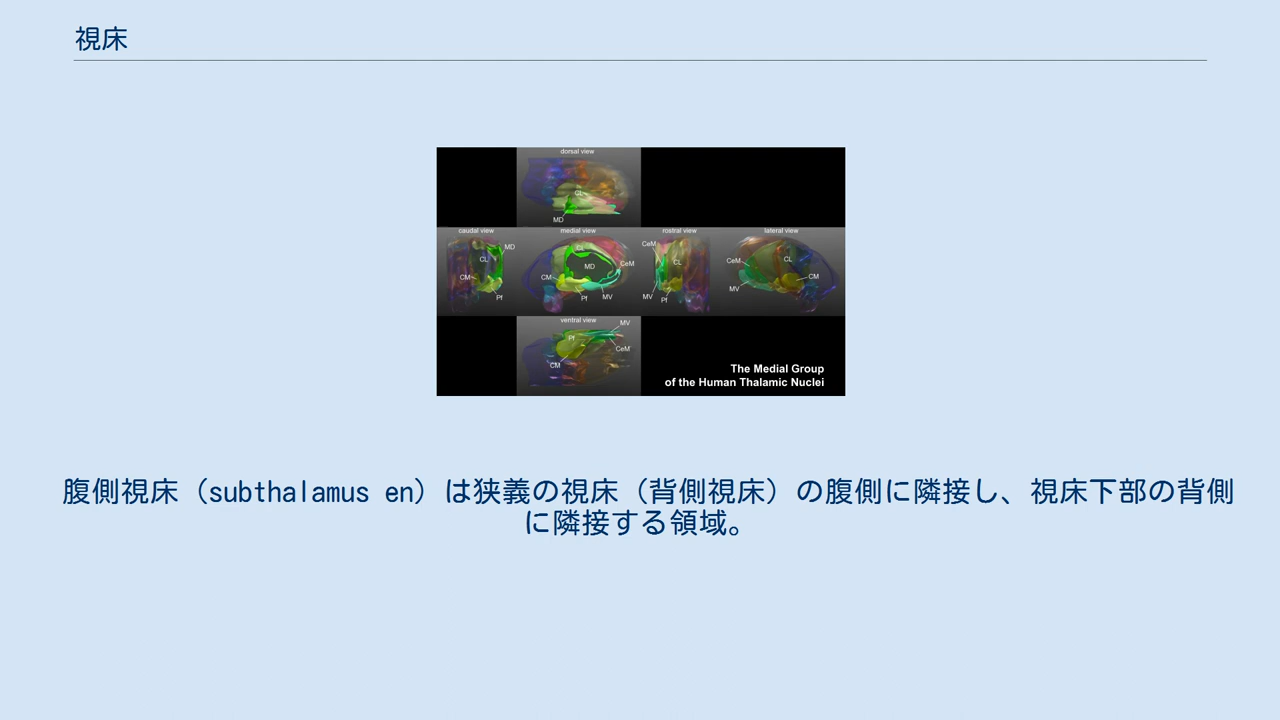 視床
dorsal view
CL
MD
caudal view
medial view
rostral view
lateral view
MD
CL
CM
Pf
CL
MD
CeM
CM
Pf
MV
CeM
CL
MV
Pf
CL
CeM
CM
MV
ventral view
MV
Pf
CeM
CM
The Medial Group
of the Human Thalamic Nuclei
腹側視床（subthalamus en）は狭義の視床（背側視床）の腹側に隣接し、視床下部の背側
に隣接する領域。